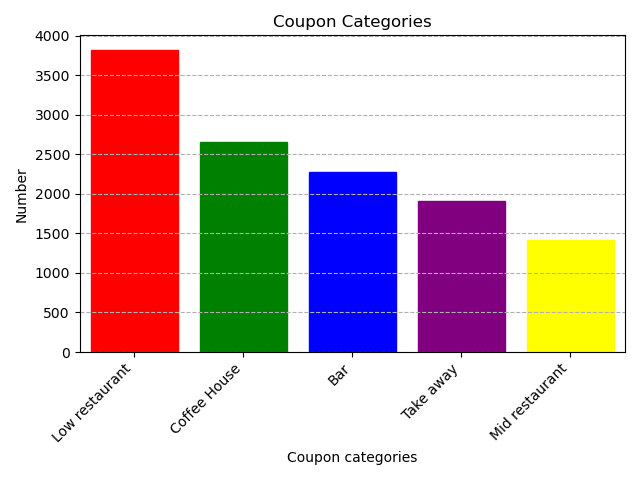 Coupon Categories
4000
3500
3000
2500
2000
1500
1000
500
0
Number
Low restaurant
Coffee House
Bar
Take away
Mid restaurant
Coupon categories